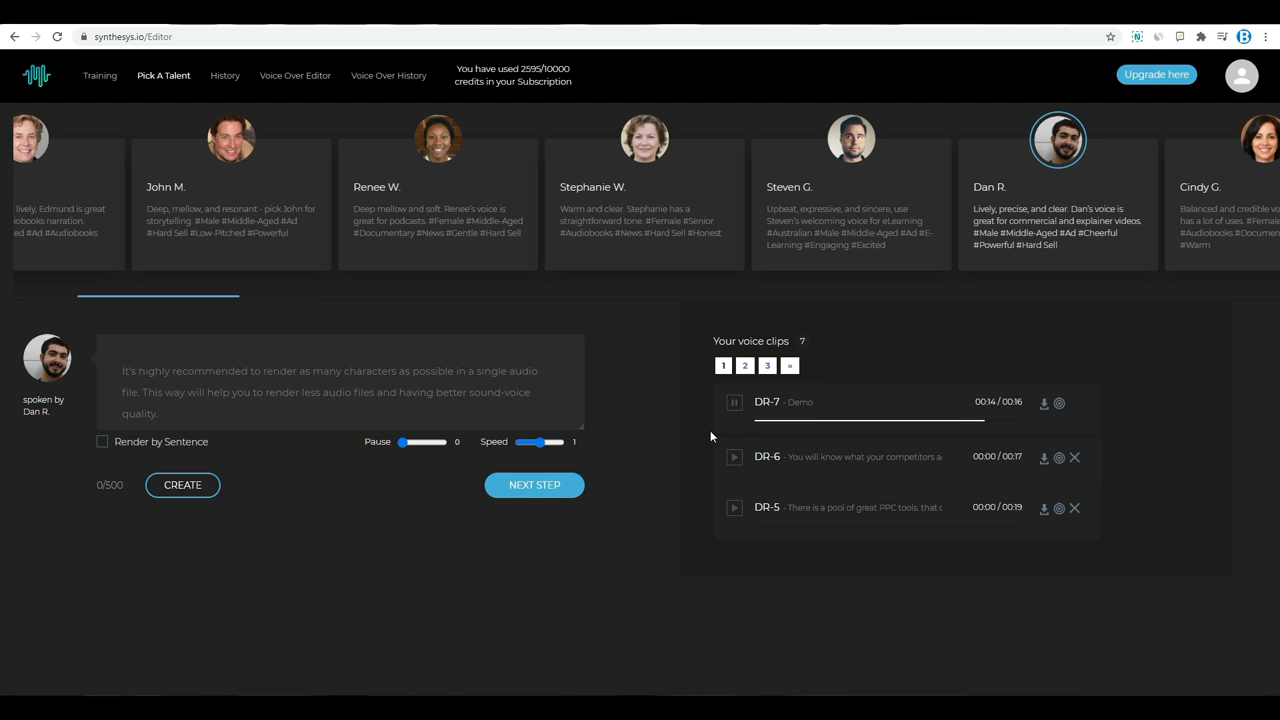 synthesys.io/Editor
Training
Pick A Talent
History
Voice Over Editor
Voice Over History
You have used 2595/10000
credits in your Subscription
Upgrade here
lively, Edmund is great
narration.
#Ad #Audiobooks
John M.
Deep, mellow, and resonant - pick John for
storytelling. #Male #Middle-Aged #Ad
#Hard Sell #Low-Pitched #Powerful
Renee W.
Deep mellow and soft. Renee's voice is
great for podcasts. #Female #Middle-Aged
#Documentary #News #Gentle #Hard Sell
Stephanie W.
Warm and clear. Stephanie has a
straightforward tone. #Female #Senior
#Audiobooks #News #Hard Sell #Honest
Steven G.
Upbeat, expressive, and sincere, use
Steven's welcoming voice for eLearning
#Australian #Male #Middle-Aged #Ad #E-
Learning #Engaging #Excited
Dan R.
Lively, precise, and clear. Dan's voice is
great for commercial and explainer videos.
#Male #Middle-Aged #Ad #Cheerful
#Powerful #Hard Sell
Cindy G.
Balanced and credible
has a lot of uses.
#Audiobooks
#Warm
spoken by
Dan R.
It's highly recommended to render as many characters as possible in a single audio
file. This way will help you to render less audio files and having better sound-voice
quality.
Render by Sentence
Pause
0
Speed
1
0/500
CREATE
NEXT STEP
Your voice clips 7
1
2
3
»
DR-7 - Demo
00:14 / 00:16
DR-6 - You will know what your competitors
00:00 / 00:17
DR-5 - There is a pool of great PPC tools. that
00:00 / 00:19